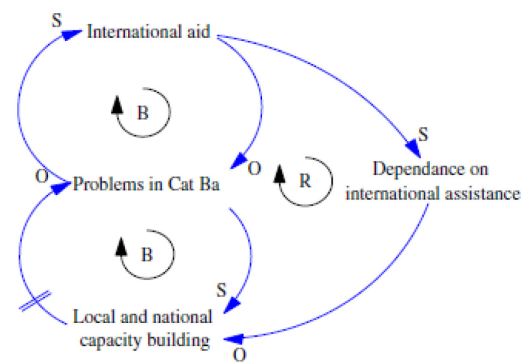 S
International aid
B
O
Problems in Cat Ba
O
R
S
Dependance on
international assistance
B
S
Local and national
capacity building
O